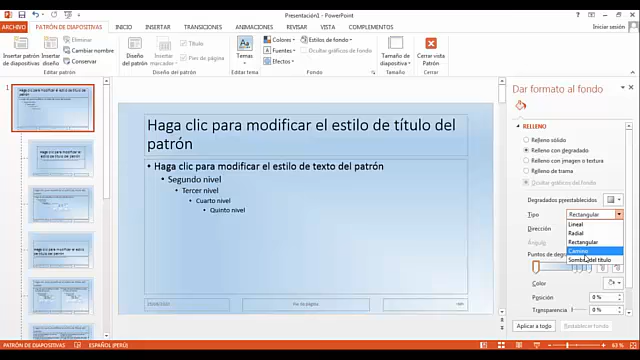 Presentación1 - PowerPoint
ARCHIVO PATRÓN DE DIAPOSITIVAS INICIO INSERTAR TRANSICIONES ANIMACIONES REVISAR VISTA COMPLEMENTOS Iniciar sesión
Insertar patrón de diapositivas
Insertar diseño
Eliminar
Cambiar nombre
Conservar
Diseño del patrón
Insertar marcador
Título
Pies de página
Temas
Colores
Fuentes
Efectos
Estilos de fondo
Ocultar gráficos de fondo
Tamaño de diapositiva
Cerrar vista Patrón
Editar patrón
Editar tema
Fondo
Tamaño
Cerrar
1
Haga clic para modificar el estilo de título del
patrón
Haga clic para modificar el estilo de texto del patrón
• Segundo nivel
• Tercer nivel
• Cuarto nivel
• Quinto nivel
Pie de página
Dar formato al fondo
RELLENO
Relleno sólido
Relleno con degradado
Relleno con imagen o textura
Relleno de trama
Ocultar gráficos del fondo
Degradados preestablecidos
Tipo Rectangular
Lineal
Radial
Rectangular
Camino
Sombra del título
Dirección
Ángulo
Puntos de
Color
Posición 0 %
Transparencia 0 %
Aplicar a todo Restablecer fondo
PATRÓN DE DIAPOSITIVAS ESPAÑOL (PERÚ) 63 %